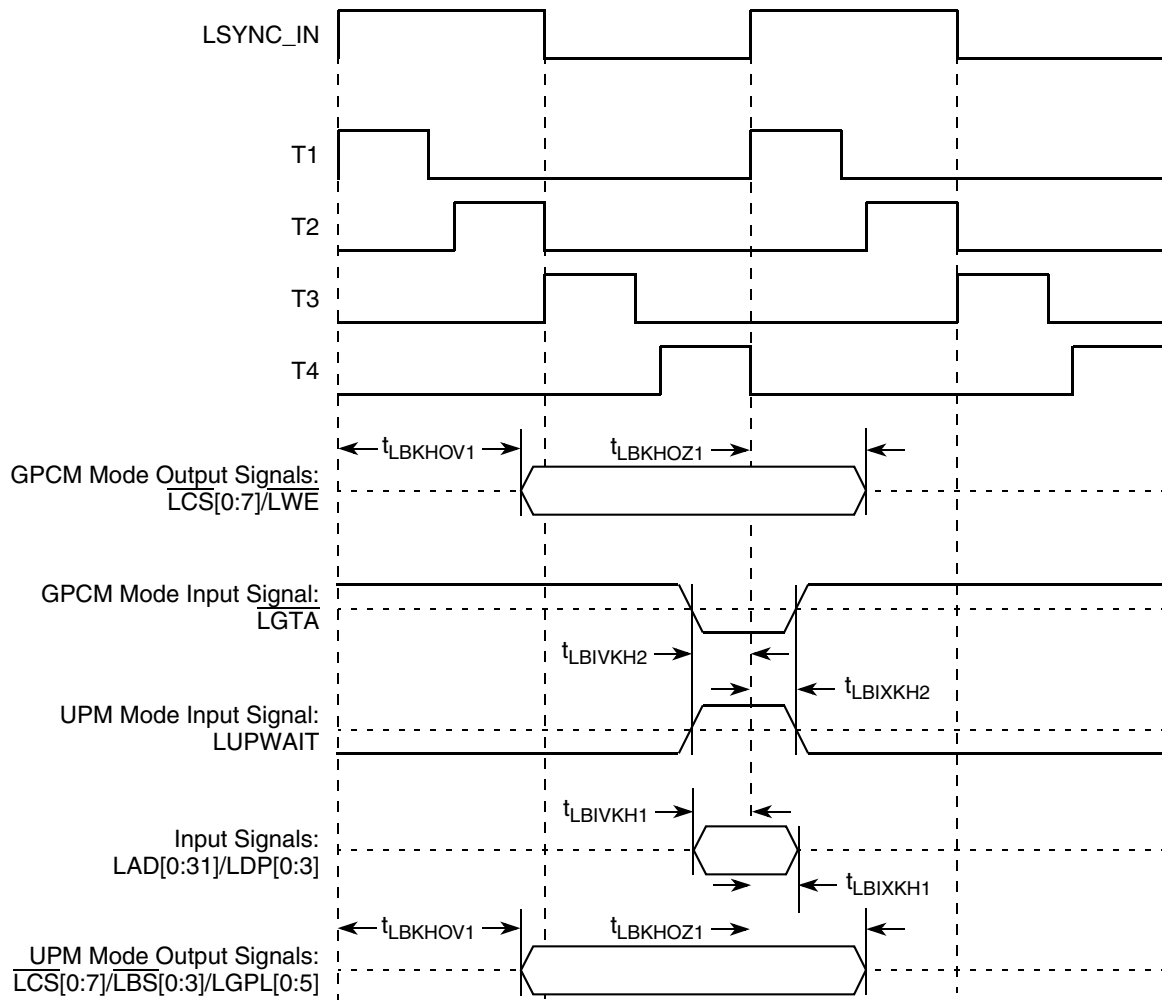 LSYNC_IN
T1
T2
T3
T4
tLBKHOV1
tLBKHOZ1
GPCM Mode Output Signals:
LCS[0:7]/LWE
GPCM Mode Input Signal:
LGTA
tLBIVKH2
tLBIXKH2
UPM Mode Input Signal:
LUPWAIT
tLBIVKH1
Input Signals:
LAD[0:31]/LDP[0:3]
tLBIXKH1
tLBKHOV1
tLBKHOZ1
UPM Mode Output Signals:
LCS[0:7]/LBS[0:3]/LGPL[0:5]